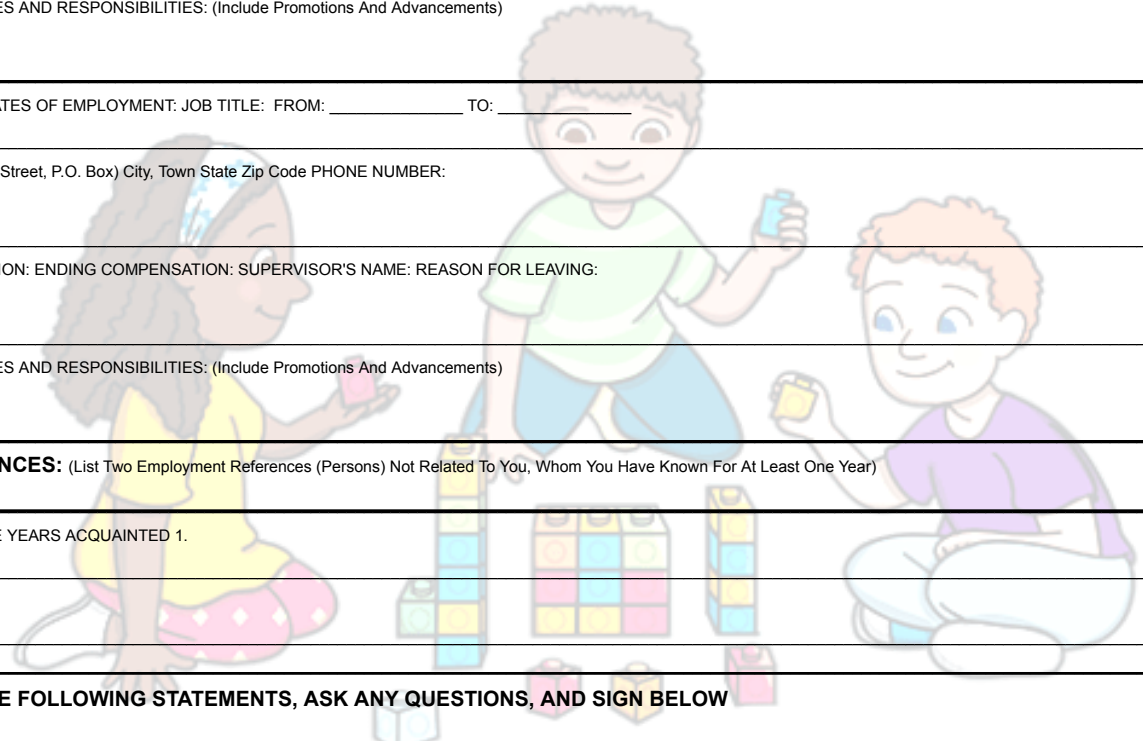 ES AND RESPONSIBILITIES: (Include Promotions And Advancements)
ATES OF EMPLOYMENT: JOB TITLE: FROM: _______________ TO: _______________
Street, P.O. Box) City, Town State Zip Code PHONE NUMBER:
ION: ENDING COMPENSATION: SUPERVISOR'S NAME: REASON FOR LEAVING:
ES AND RESPONSIBILITIES: (Include Promotions And Advancements)
NCES: (List Two Employment References (Persons) Not Related To You, Whom You Have Known For At Least One Year)
E YEARS ACQUAINTED 1.
E FOLLOWING STATEMENTS, ASK ANY QUESTIONS, AND SIGN BELOW